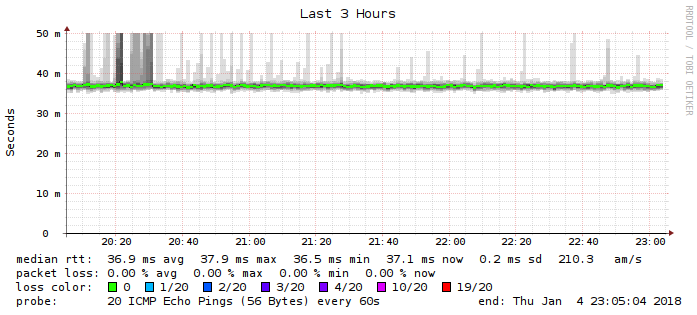 Last 3 Hours
RRDTOOL / TOBI OETIKER
Seconds
50 m
40 m
30 m
20 m
10 m
0
20:20 20:40 21:00 21:20 21:40 22:00 22:20 22:40 23:00
median rtt: 36.9 ms avg 37.9 ms max 36.5 ms min 37.1 ms now 0.2 ms sd 210.3 am/s
packet loss: 0.00 % avg 0.00 % max 0.00 % min 0.00 % now
loss color: 0 1/20 2/20 3/20 4/20 10/20 19/20
probe: 20 ICMP Echo Pings (56 Bytes) every 60s end: Thu Jan 4 23:05:04 2018